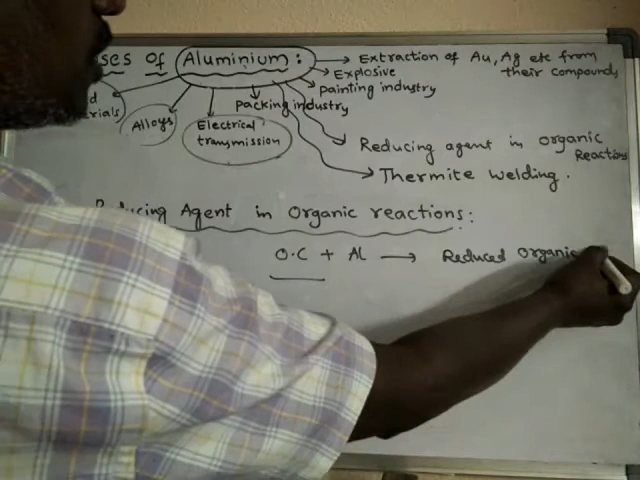 uses of Aluminium: → Extraction of Au, Ag etc from
their compounds
Explosive
painting industry
packing industry
Alloys
Electrical transmission
Reducing agent in organic
Reactions
Thermite welding.
Reducing Agent in Organic reactions:
O.C + Al → Reduced Organic